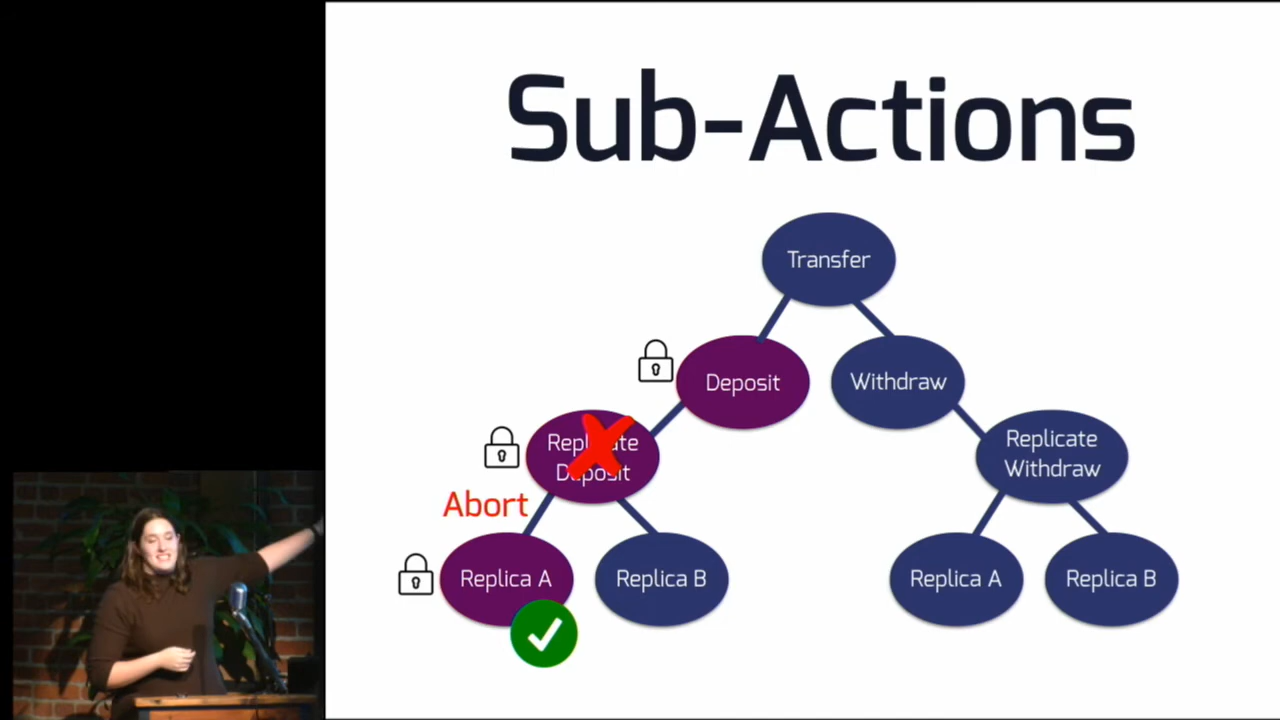 Sub-Actions
Transfer
Deposit
Withdraw
Replicate
Deposit
Replicate
Withdraw
Abort
Replica A
Replica B
Replica A
Replica B